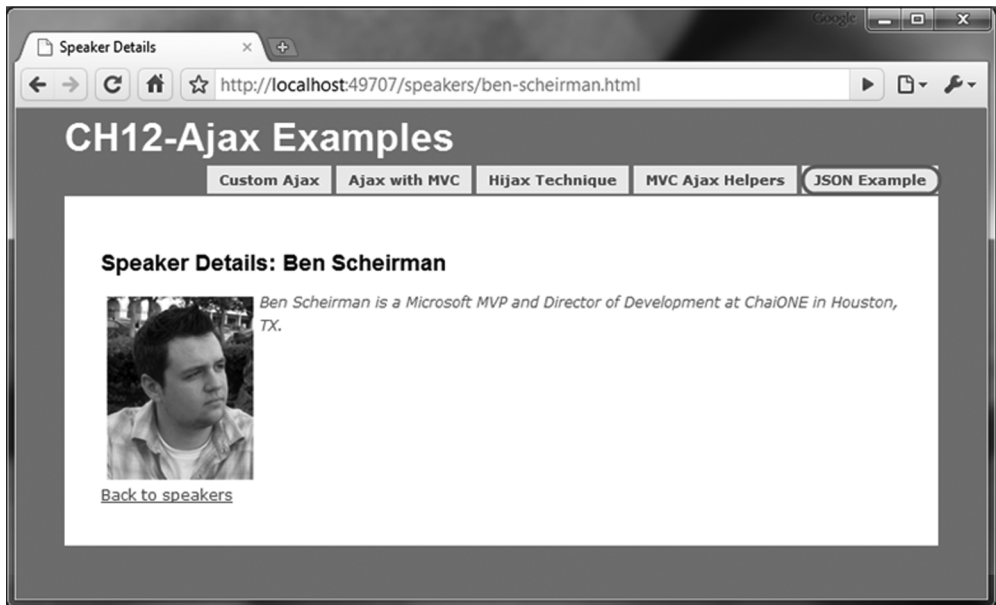 Google
Speaker Details
http://localhost:49707/speakers/ben-scheirman.html
CH12-Ajax Examples
Custom Ajax
Ajax with MVC
Hijax Technique
MVC Ajax Helpers
JSON Example
Speaker Details: Ben Scheirman
Ben Scheirman is a Microsoft MVP and Director of Development at ChaiONE in Houston,
TX.
Back to speakers